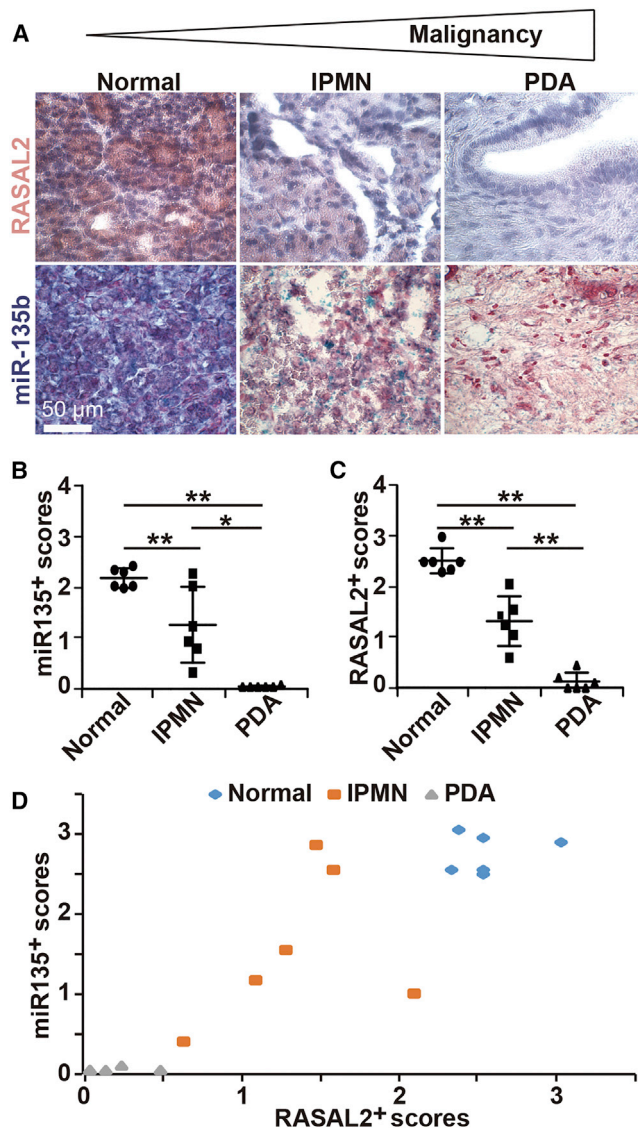 A
Malignancy
Normal IPMN PDA
RASAL2
miR-135b
50 µm
B
miR135+ scores
4
3
2
1
0
**
**
*
Normal
IPMN
PDA
C
RASAL2+ scores
4
3
2
1
0
**
**
**
Normal
IPMN
PDA
D
Normal IPMN PDA
miR135+ scores
3
2
1
0
0 1 2 3
RASAL2+ scores